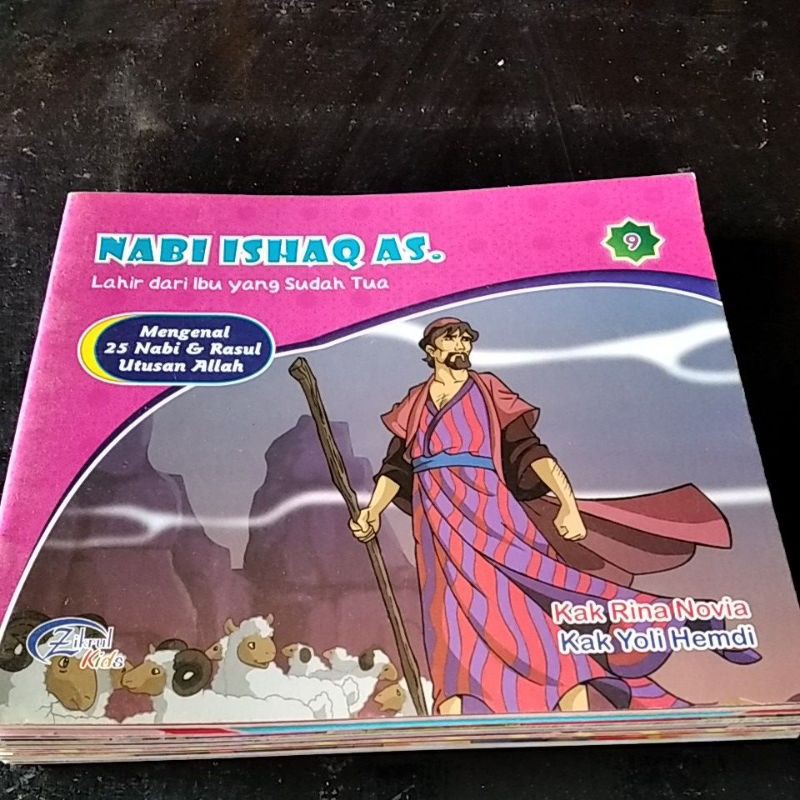 NABI ISHAQ AS.
9
Lahir dari Ibu yang Sudah Tua
Mengenal
25 Nabi & Rasul
Utusan Allah
Kak Rina Novia
Kak Yoli Hemdi
Zikrul
Kids